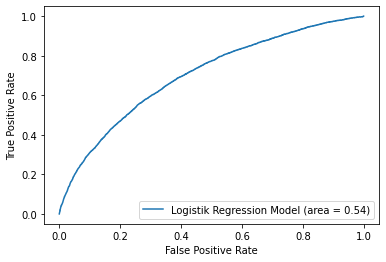 1.0
0.8
0.6
0.4
0.2
0.0
True Positive Rate
Logistik Regression Model (area = 0.54)
0.0 0.2 0.4 0.6 0.8 1.0
False Positive Rate